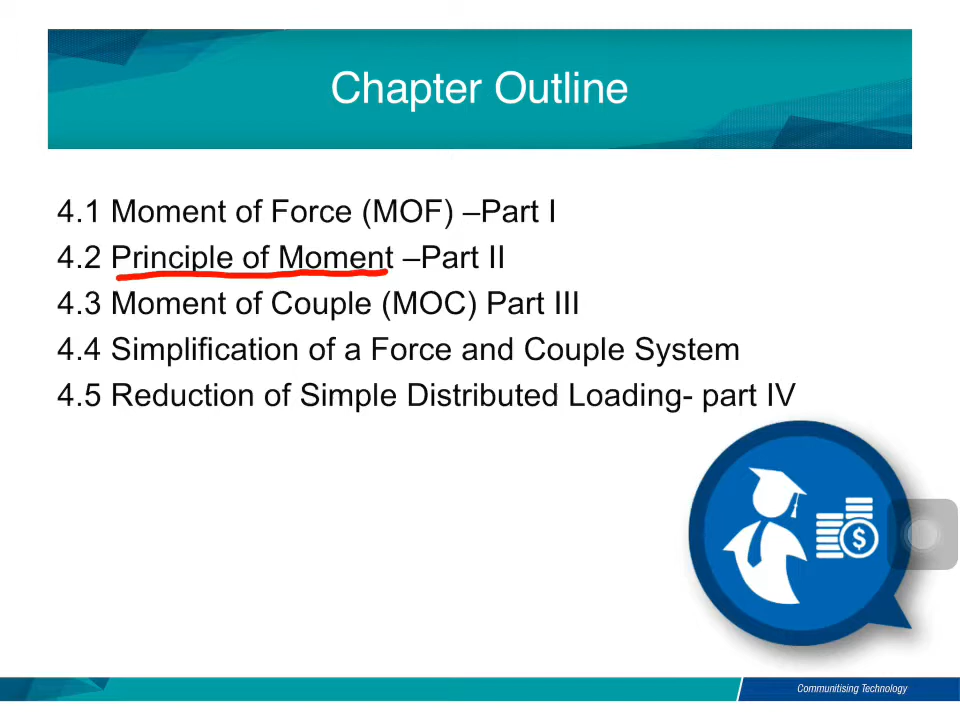 Chapter Outline
4.1 Moment of Force (MOF) –Part I
4.2 Principle of Moment –Part II
4.3 Moment of Couple (MOC) Part III
4.4 Simplification of a Force and Couple System
4.5 Reduction of Simple Distributed Loading- part IV
$
Communitising Technology